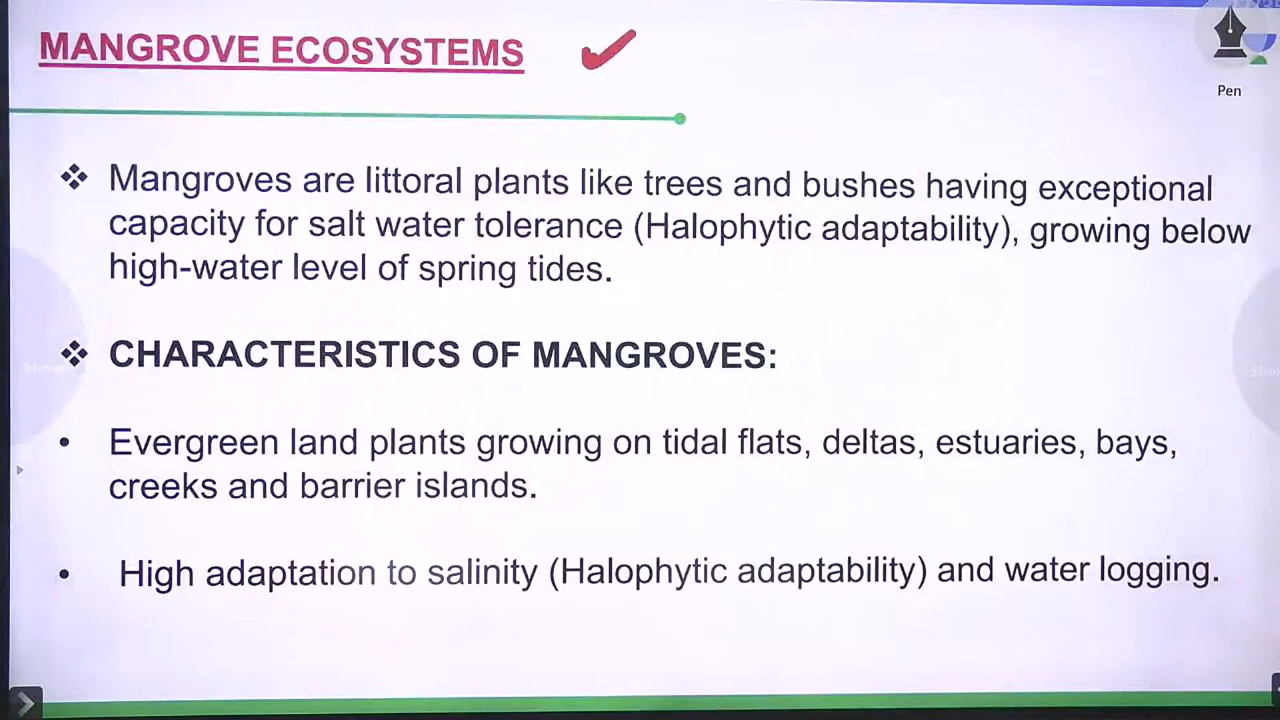 MANGROVE ECOSYSTEMS
Pen
❖ Mangroves are littoral plants like trees and bushes having exceptional
capacity for salt water tolerance (Halophytic adaptability), growing below
high-water level of spring tides.
❖ CHARACTERISTICS OF MANGROVES:
• Evergreen land plants growing on tidal flats, deltas, estuaries, bays,
creeks and barrier islands.
• High adaptation to salinity (Halophytic adaptability) and water logging.